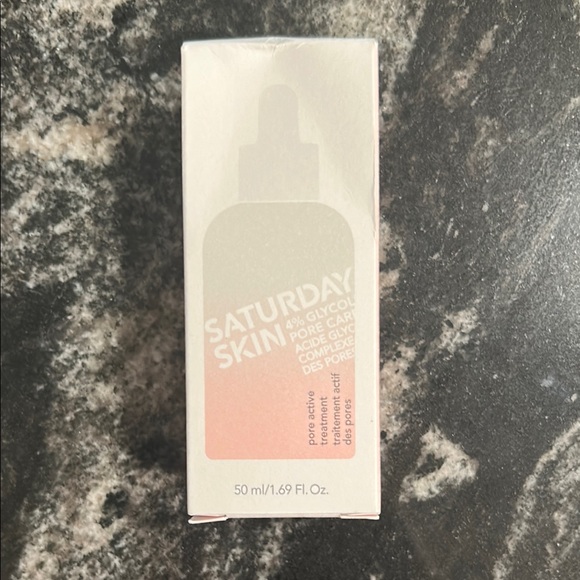 SATURDAY
SKIN
4% GLYCOL
PORE CAR
ACIDE GLYC
COMPLEXE
DES PORES
pore active
treatment
traitement actif
des pores
50 ml/1.69 Fl. Oz.